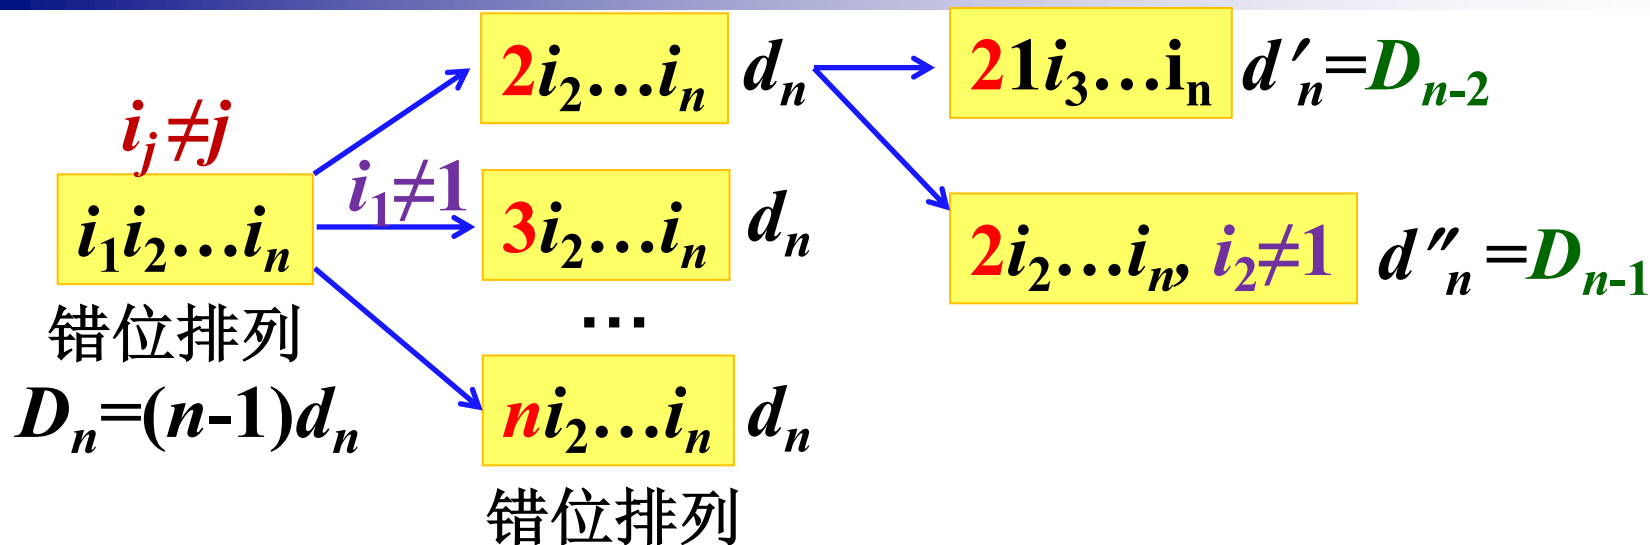 2i₂…iₙ dₙ
21i₃…iₙ d′ₙ=Dₙ₋₂
iⱼ≠j
i₁≠1
i₁i₂…iₙ
3i₂…iₙ dₙ
2i₂…iₙ, i₂≠1 d″ₙ=Dₙ₋₁
错位排列
…
Dₙ=(n-1)dₙ
ni₂…iₙ dₙ
错位排列